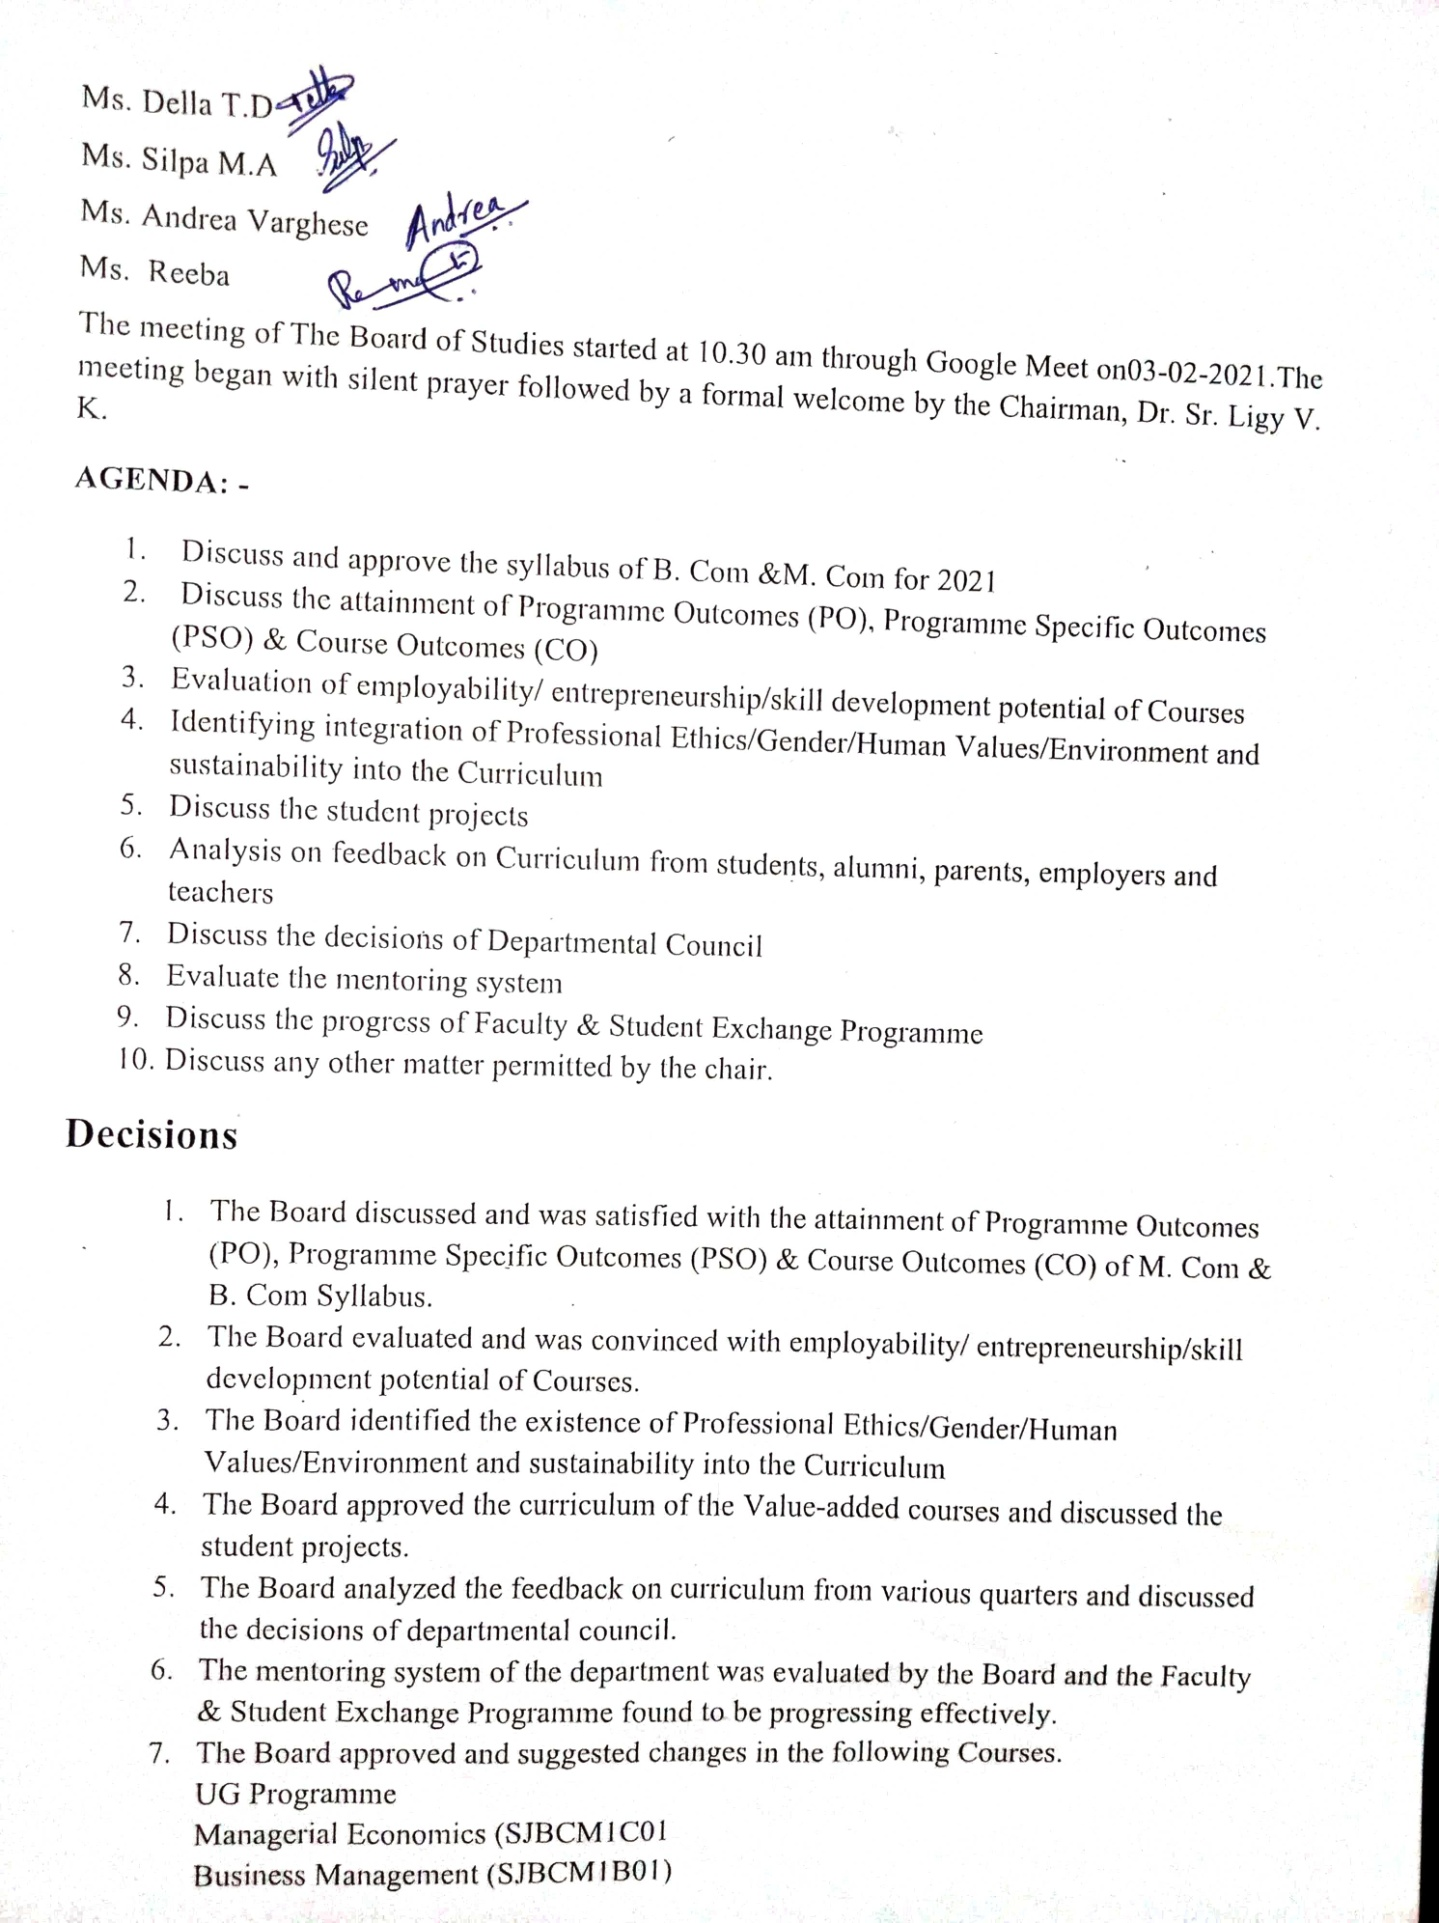 Ms. Della T.D
Ms. Silpa M.A
Ms. Andrea Varghese Andrea
Ms. Reeba
The meeting of The Board of Studies started at 10.30 am through Google Meet on03-02-2021.The
meeting began with silent prayer followed by a formal welcome by the Chairman, Dr. Sr. Ligy V.
K.
AGENDA: -
1. Discuss and approve the syllabus of B. Com &M. Com for 2021
2. Discuss the attainment of Programme Outcomes (PO), Programme Specific Outcomes
(PSO) & Course Outcomes (CO)
3. Evaluation of employability/ entrepreneurship/skill development potential of Courses
4. Identifying integration of Professional Ethics/Gender/Human Values/Environment and
sustainability into the Curriculum
5. Discuss the student projects
6. Analysis on feedback on Curriculum from students, alumni, parents, employers and
teachers
7. Discuss the decisions of Departmental Council
8. Evaluate the mentoring system
9. Discuss the progress of Faculty & Student Exchange Programme
10. Discuss any other matter permitted by the chair.
Decisions
1. The Board discussed and was satisfied with the attainment of Programme Outcomes
(PO), Programme Specific Outcomes (PSO) & Course Outcomes (CO) of M. Com &
B. Com Syllabus.
2. The Board evaluated and was convinced with employability/ entrepreneurship/skill
development potential of Courses.
3. The Board identified the existence of Professional Ethics/Gender/Human
Values/Environment and sustainability into the Curriculum
4. The Board approved the curriculum of the Value-added courses and discussed the
student projects.
5. The Board analyzed the feedback on curriculum from various quarters and discussed
the decisions of departmental council.
6. The mentoring system of the department was evaluated by the Board and the Faculty
& Student Exchange Programme found to be progressing effectively.
7. The Board approved and suggested changes in the following Courses.
UG Programme
Managerial Economics (SJBCM1C01
Business Management (SJBCM1B01)